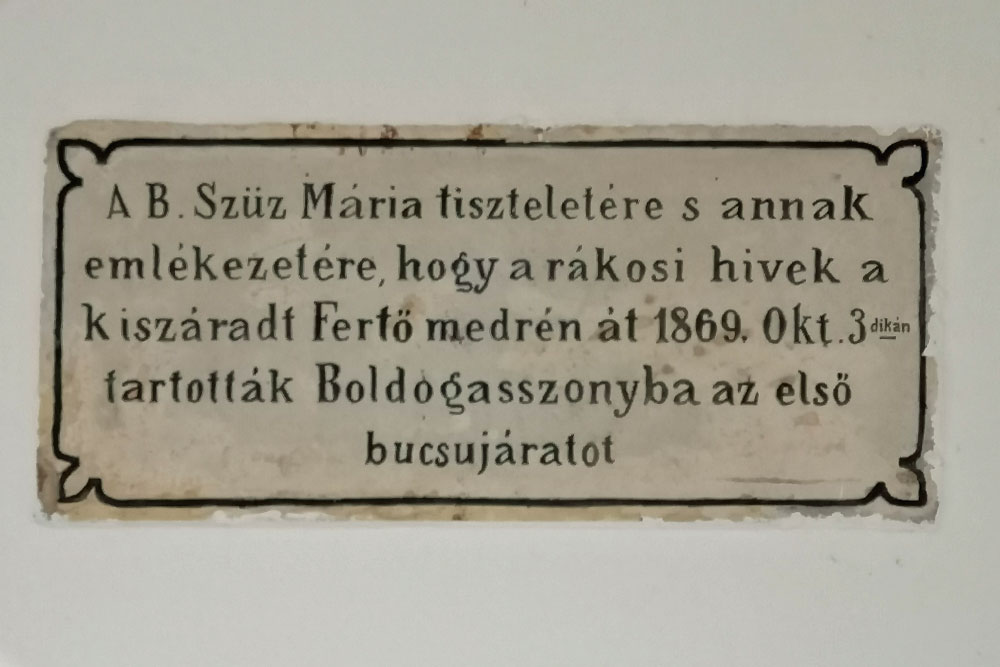 A B. Szüz Mária tiszteletére s annak
emlékezetére, hogy a rákosi hivek a
kiszáradt Fertő medrén át 1869. Okt. 3dikán
tartották Boldogasszonyba az első
bucsujáratot